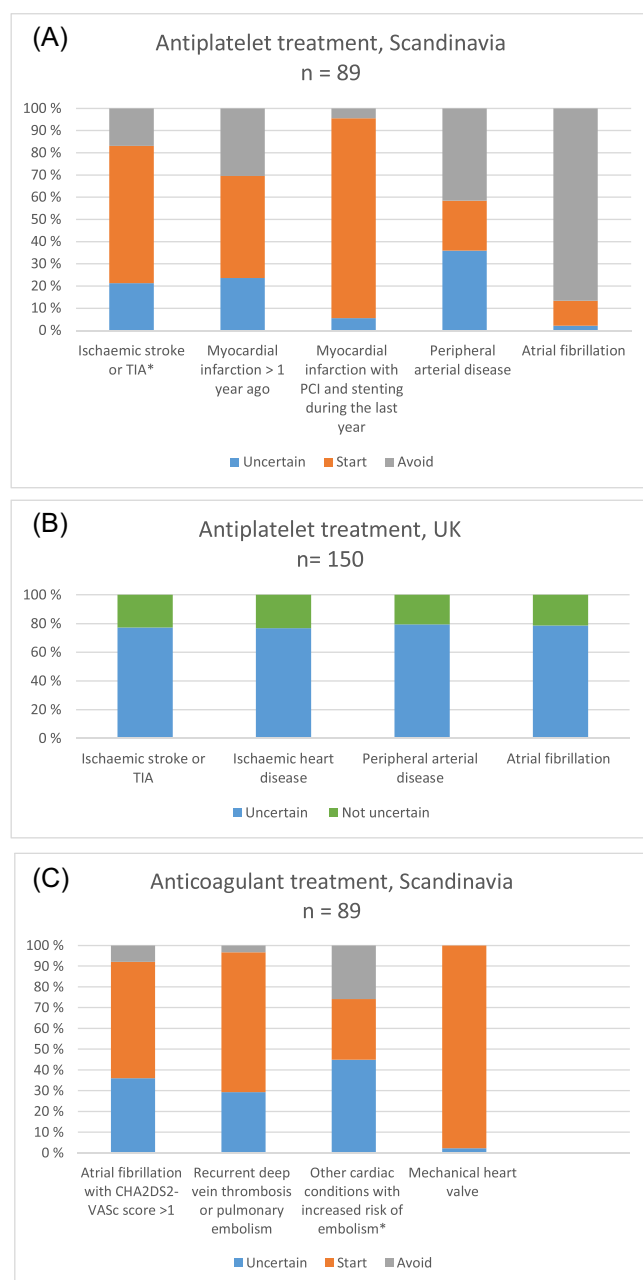 (A)
Antiplatelet treatment, Scandinavia
n = 89
100 %
90 %
80 %
70 %
60 %
50 %
40 %
30 %
20 %
10 %
0 %
Ischaemic stroke
or TIA*
Myocardial
infarction > 1
year ago
Myocardial
infarction with
PCI and stenting
during the last
year
Peripheral
arterial disease
Atrial fibrillation
Uncertain Start Avoid
(B)
Antiplatelet treatment, UK
n= 150
100 %
80 %
60 %
40 %
20 %
0 %
Ischaemic stroke or
TIA
Ischaemic heart
disease
Peripheral arterial
disease
Atrial fibrillation
Uncertain Not uncertain
(C)
Anticoagulant treatment, Scandinavia
n = 89
100 %
90 %
80 %
70 %
60 %
50 %
40 %
30 %
20 %
10 %
0 %
Atrial fibrillation
with CHA2DS2-
VASc score >1
Recurrent deep
vein thrombosis
or pulmonary
embolism
Other cardiac
conditions with
increased risk of
embolism*
Mechanical heart
valve
Uncertain Start Avoid